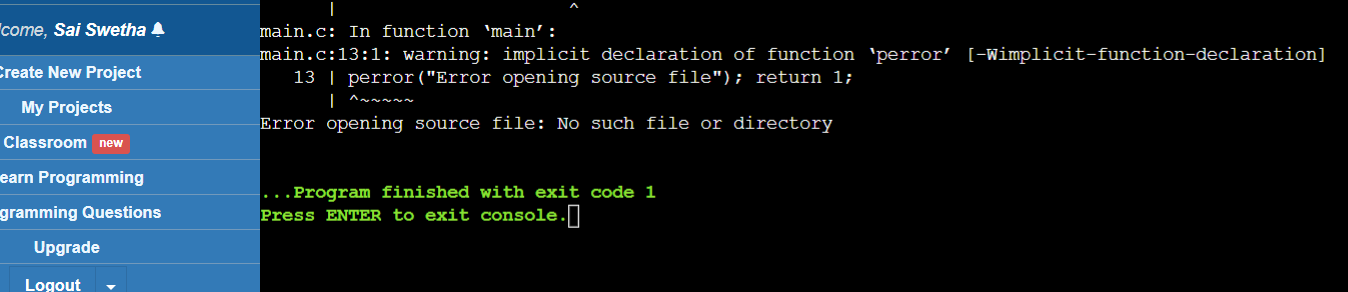 lcome, Sai Swetha
Create New Project
My Projects
Classroom new
earn Programming
gramming Questions
Upgrade
Logout
| ^
main.c: In function ‘main’:
main.c:13:1: warning: implicit declaration of function ‘perror’ [-Wimplicit-function-declaration]
13 | perror("Error opening source file"); return 1;
| ^~~~~~
Error opening source file: No such file or directory
...Program finished with exit code 1
Press ENTER to exit console.